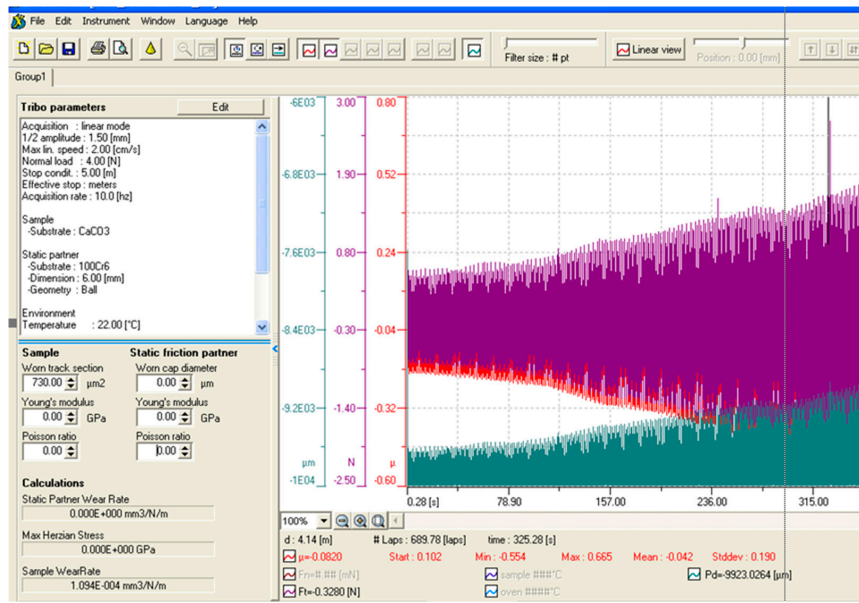 File Edit Instrument Window Language Help
Filter size : # pt
Linear view
Position : 0.00 [mm]
Group1
Tribo parameters
Edit
Acquisition : linear mode
1/2 amplitude : 1.50 [mm]
Max lin. speed : 2.00 [cm/s]
Normal load : 4.00 [N]
Stop condit. : 5.00 [m]
Effective stop : meters
Acquisition rate : 10.0 [hz]
Sample
-Substrate : CaCO3
Static partner
-Substrate : 100Cr6
-Dimension : 6.00 [mm]
-Geometry : Ball
Environment
Temperature : 22.00 [°C]
Sample Static friction partner
Worn track section Worn cap diameter
730.00 µm2 0.00 µm
Young's modulus Young's modulus
0.00 GPa 0.00 GPa
Poisson ratio Poisson ratio
0.00 0.00
Calculations
Static Partner Wear Rate
0.000E+000 mm3/N/m
Max Herzian Stress
0.000E+000 GPa
Sample WearRate
1.094E-004 mm3/N/m
-6E03 3.00 0.80
-6.8E03 1.90 0.52
-7.6E03 0.80 0.24
-8.4E03 -0.30 -0.04
-9.2E03 -1.40 -0.32
µm N µ
-1E04 -2.50 -0.60
0.28 [s] 78.90 157.00 236.00 315.00
100%
d : 4.14 [m] # Laps : 689.78 [laps] time : 325.28 [s]
µ=-0.0820 Start : 0.102 Min : -0.554 Max : 0.665 Mean : -0.042 Stddev : 0.190
Fn=#.## [mN] sample ###°C Pd=-9923.0264 [µm]
Ft=-0.3280 [N] oven ####°C